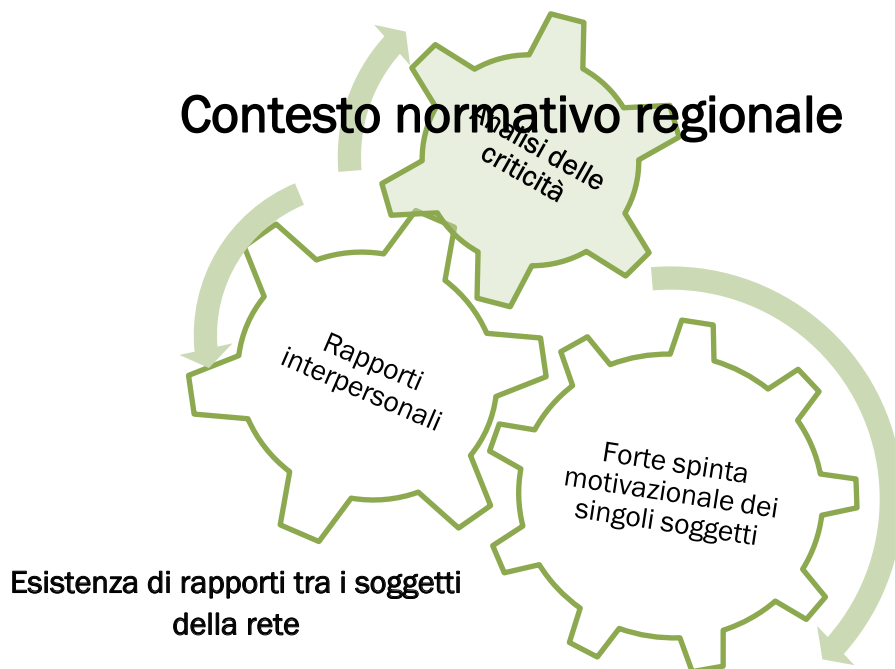 Contesto normativo regionale
Analisi delle
criticità
Rapporti
interpersonali
Forte spinta
motivazionale dei
singoli soggetti
Esistenza di rapporti tra i soggetti
della rete